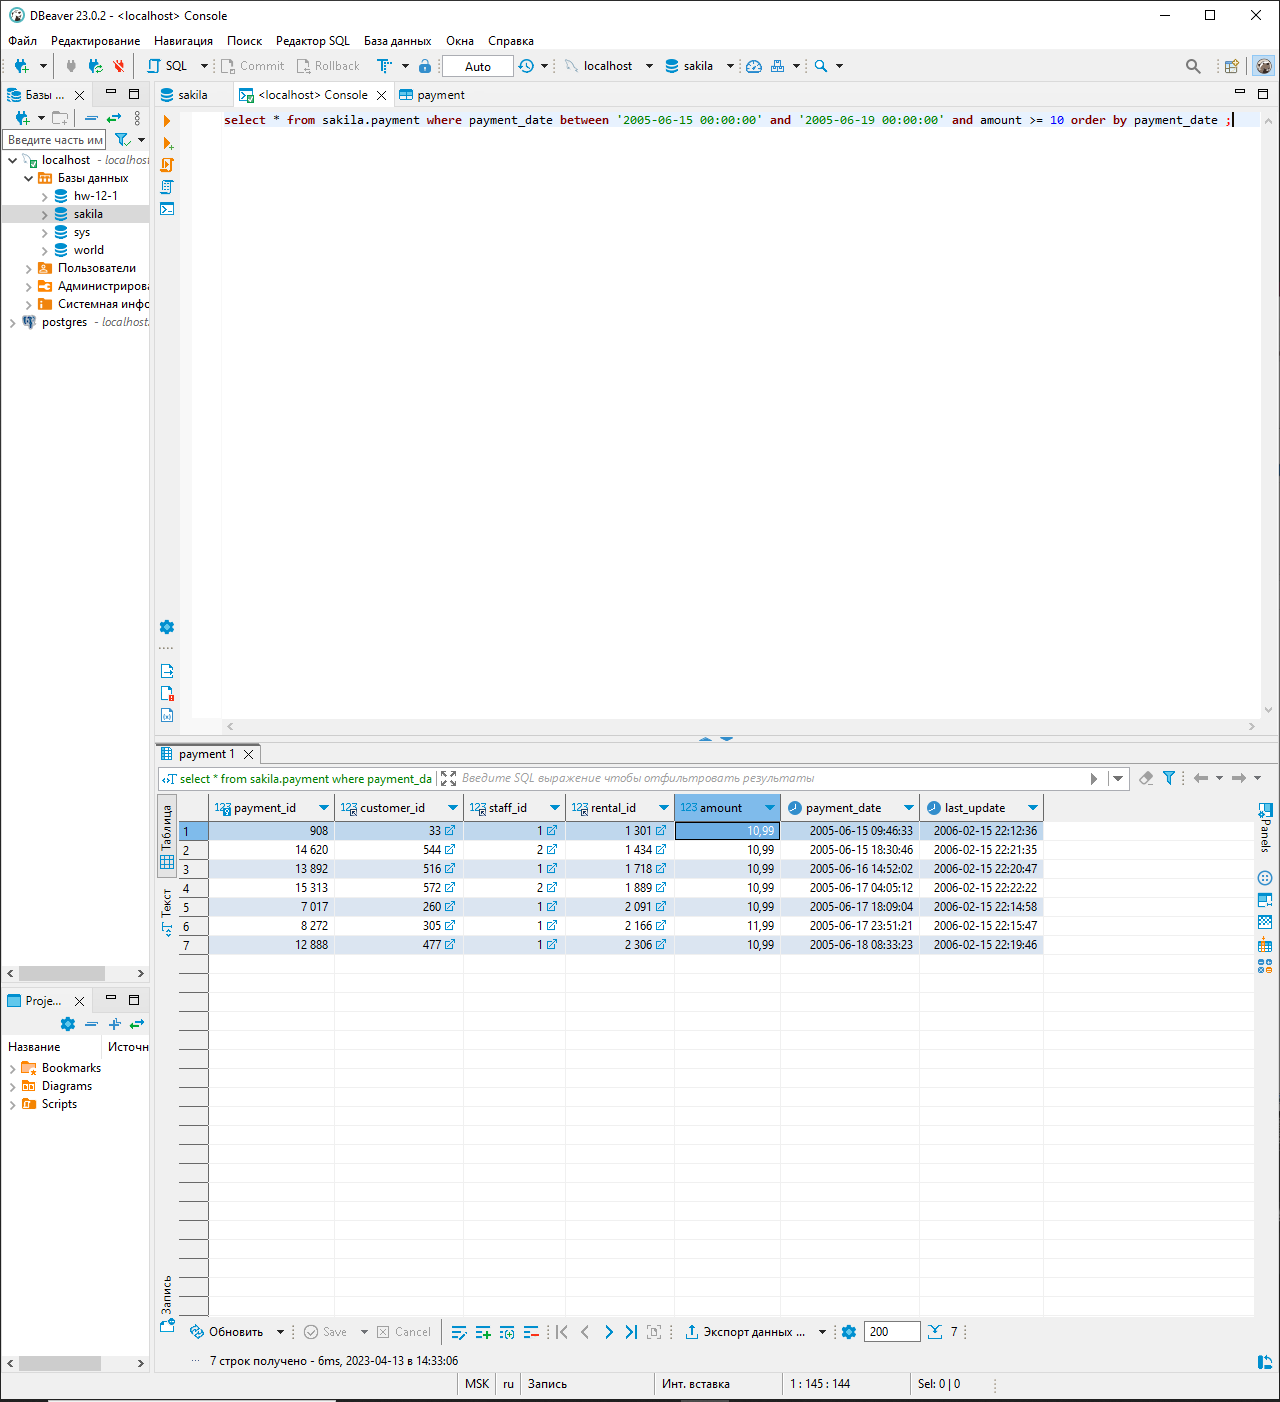 DBeaver 23.0.2 - <localhost> Console
Файл Редактирование Навигация Поиск Редактор SQL База данных Окна Справка
SQL Commit Rollback Auto localhost sakila
Базы ... sakila <localhost> Console payment
Введите часть им
localhost - localhost
Базы данных
hw-12-1
sakila
sys
world
Пользователи
Администрирова
Системная инфо
postgres - localhost:
select * from sakila.payment where payment_date between '2005-06-15 00:00:00' and '2005-06-19 00:00:00' and amount >= 10 order by payment_date ;
Proje...
Название Источн
Bookmarks
Diagrams
Scripts
payment 1
select * from sakila.payment where payment_da Введите SQL выражение чтобы отфильтровать результаты
Таблица
Текст
Запись
payment_id customer_id staff_id rental_id amount payment_date last_update
1 908 33 1 1 301 10,99 2005-06-15 09:46:33 2006-02-15 22:12:36
2 14 620 544 2 1 434 10,99 2005-06-15 18:30:46 2006-02-15 22:21:35
3 13 892 516 1 1 718 10,99 2005-06-16 14:52:02 2006-02-15 22:20:47
4 15 313 572 2 1 889 10,99 2005-06-17 04:05:12 2006-02-15 22:22:22
5 7 017 260 1 2 091 10,99 2005-06-17 18:09:04 2006-02-15 22:14:58
6 8 272 305 1 2 166 11,99 2005-06-17 23:51:21 2006-02-15 22:15:47
7 12 888 477 1 2 306 10,99 2005-06-18 08:33:23 2006-02-15 22:19:46
Panels
Обновить Save Cancel Экспорт данных ... 200 7
7 строк получено - 6ms, 2023-04-13 в 14:33:06
MSK ru Запись Инт. вставка 1 : 145 : 144 Sel: 0 | 0